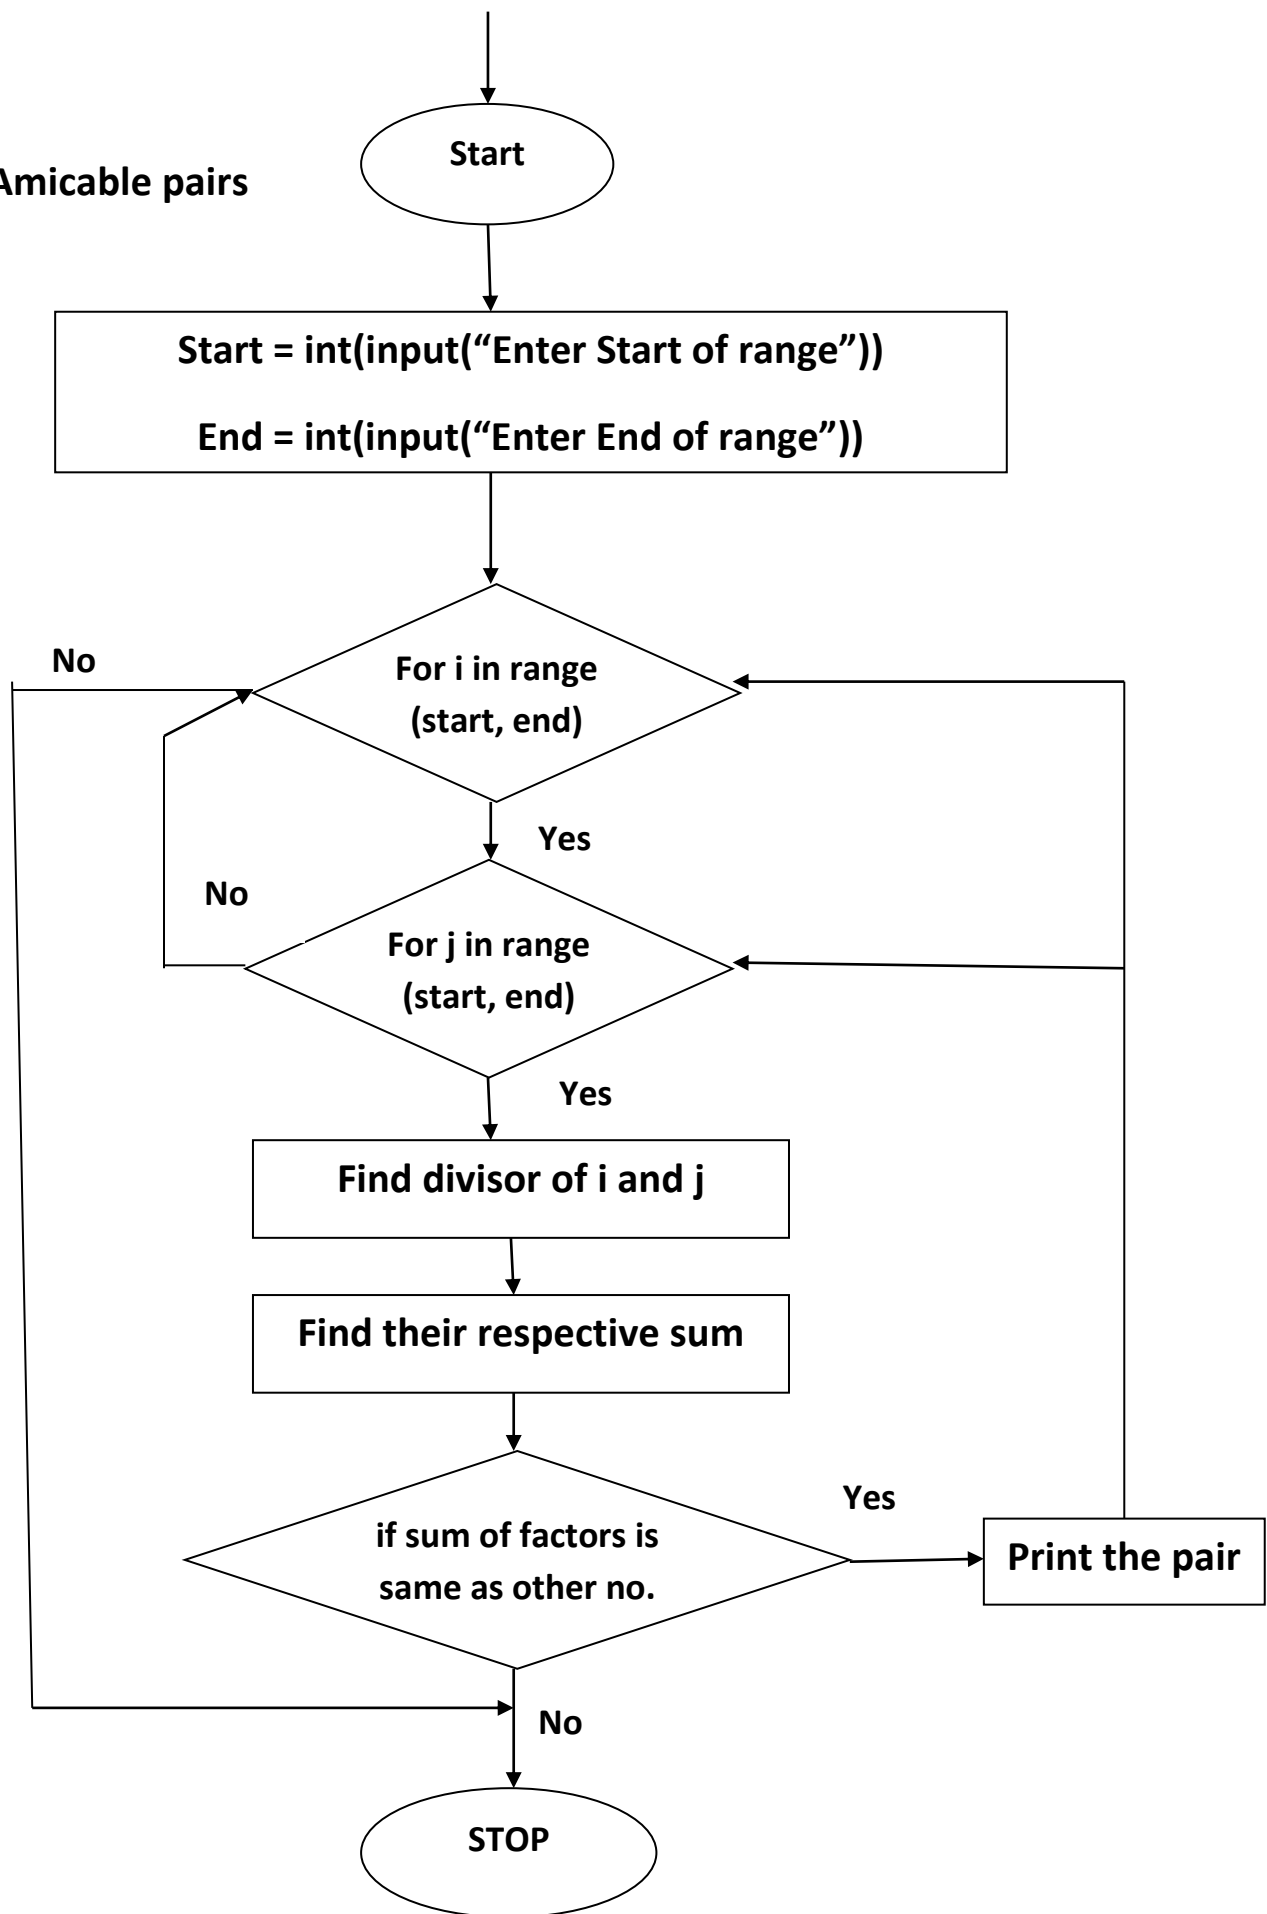 Start
Amicable pairs
Start = int(input(“Enter Start of range”))
End = int(input(“Enter End of range”))
No
For i in range
(start, end)
Yes
No
For j in range
(start, end)
Yes
Find divisor of i and j
Find their respective sum
Yes
if sum of factors is
same as other no.
Print the pair
No
STOP